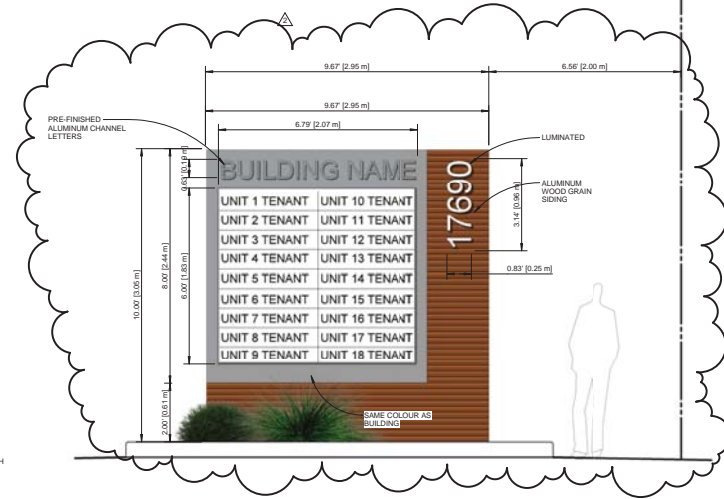 2
9.67' [2.95 m]
6.56' [2.00 m]
9.67' [2.95 m]
6.79' [2.07 m]
PRE-FINISHED
ALUMINUM CHANNEL
LETTERS
LUMINATED
0.63' [0.19 m]
BUILDING NAME
17690
ALUMINUM
WOOD GRAIN
SIDING
3.14' [0.96 m]
0.83' [0.25 m]
10.00' [3.05 m]
8.00' [2.44 m]
6.00' [1.83 m]
UNIT 1 TENANT UNIT 10 TENANT
UNIT 2 TENANT UNIT 11 TENANT
UNIT 3 TENANT UNIT 12 TENANT
UNIT 4 TENANT UNIT 13 TENANT
UNIT 5 TENANT UNIT 14 TENANT
UNIT 6 TENANT UNIT 15 TENANT
UNIT 7 TENANT UNIT 16 TENANT
UNIT 8 TENANT UNIT 17 TENANT
UNIT 9 TENANT UNIT 18 TENANT
2.00' [0.61 m]
SAME COLOUR AS
BUILDING
H